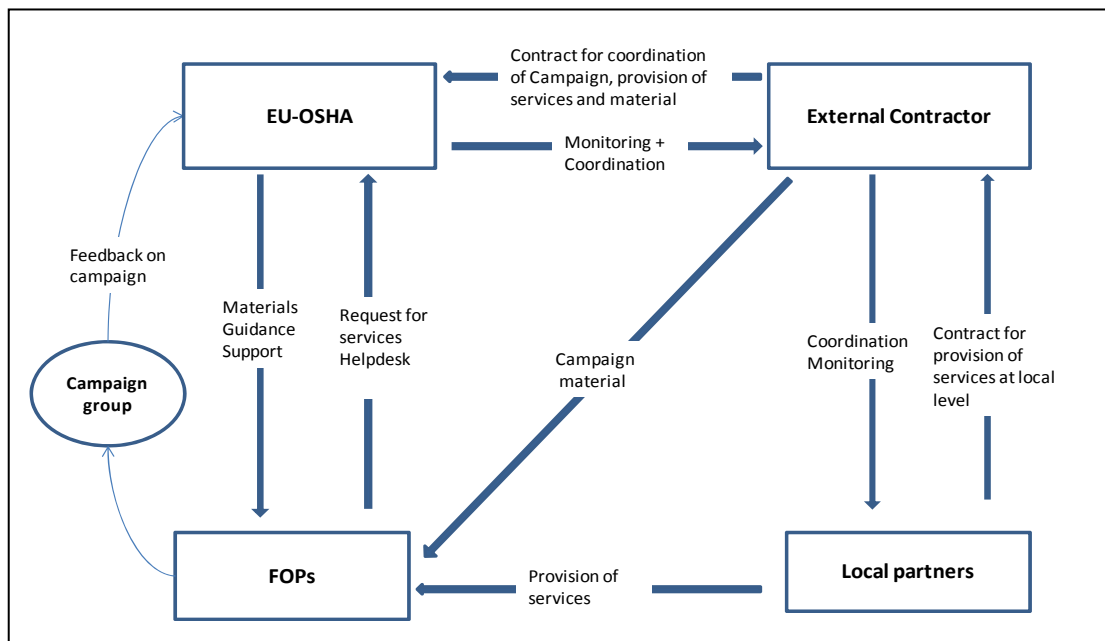 Contract for coordination
of Campaign, provision of
services and material
EU-OSHA
External Contractor
Monitoring +
Coordination
Feedback on
campaign
Materials
Guidance
Support
Request for
services
Helpdesk
Campaign
material
Coordination
Monitoring
Contract for
provision of
services at local
level
Campaign
group
FOPs
Provision of
services
Local partners